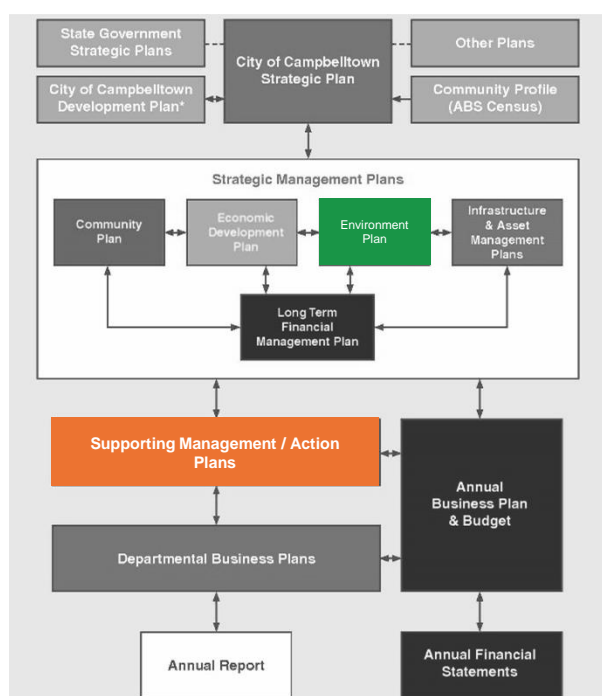 State Government
Strategic Plans
City of Campbelltown
Strategic Plan
Other Plans
City of Campbelltown
Development Plan*
Community Profile
(ABS Census)
Strategic Management Plans
Community
Plan
Economic
Development
Plan
Environment
Plan
Infrastructure
& Asset
Management
Plans
Long Term
Financial
Management Plan
Supporting Management / Action
Plans
Annual
Business Plan
& Budget
Departmental Business Plans
Annual Report
Annual Financial
Statements